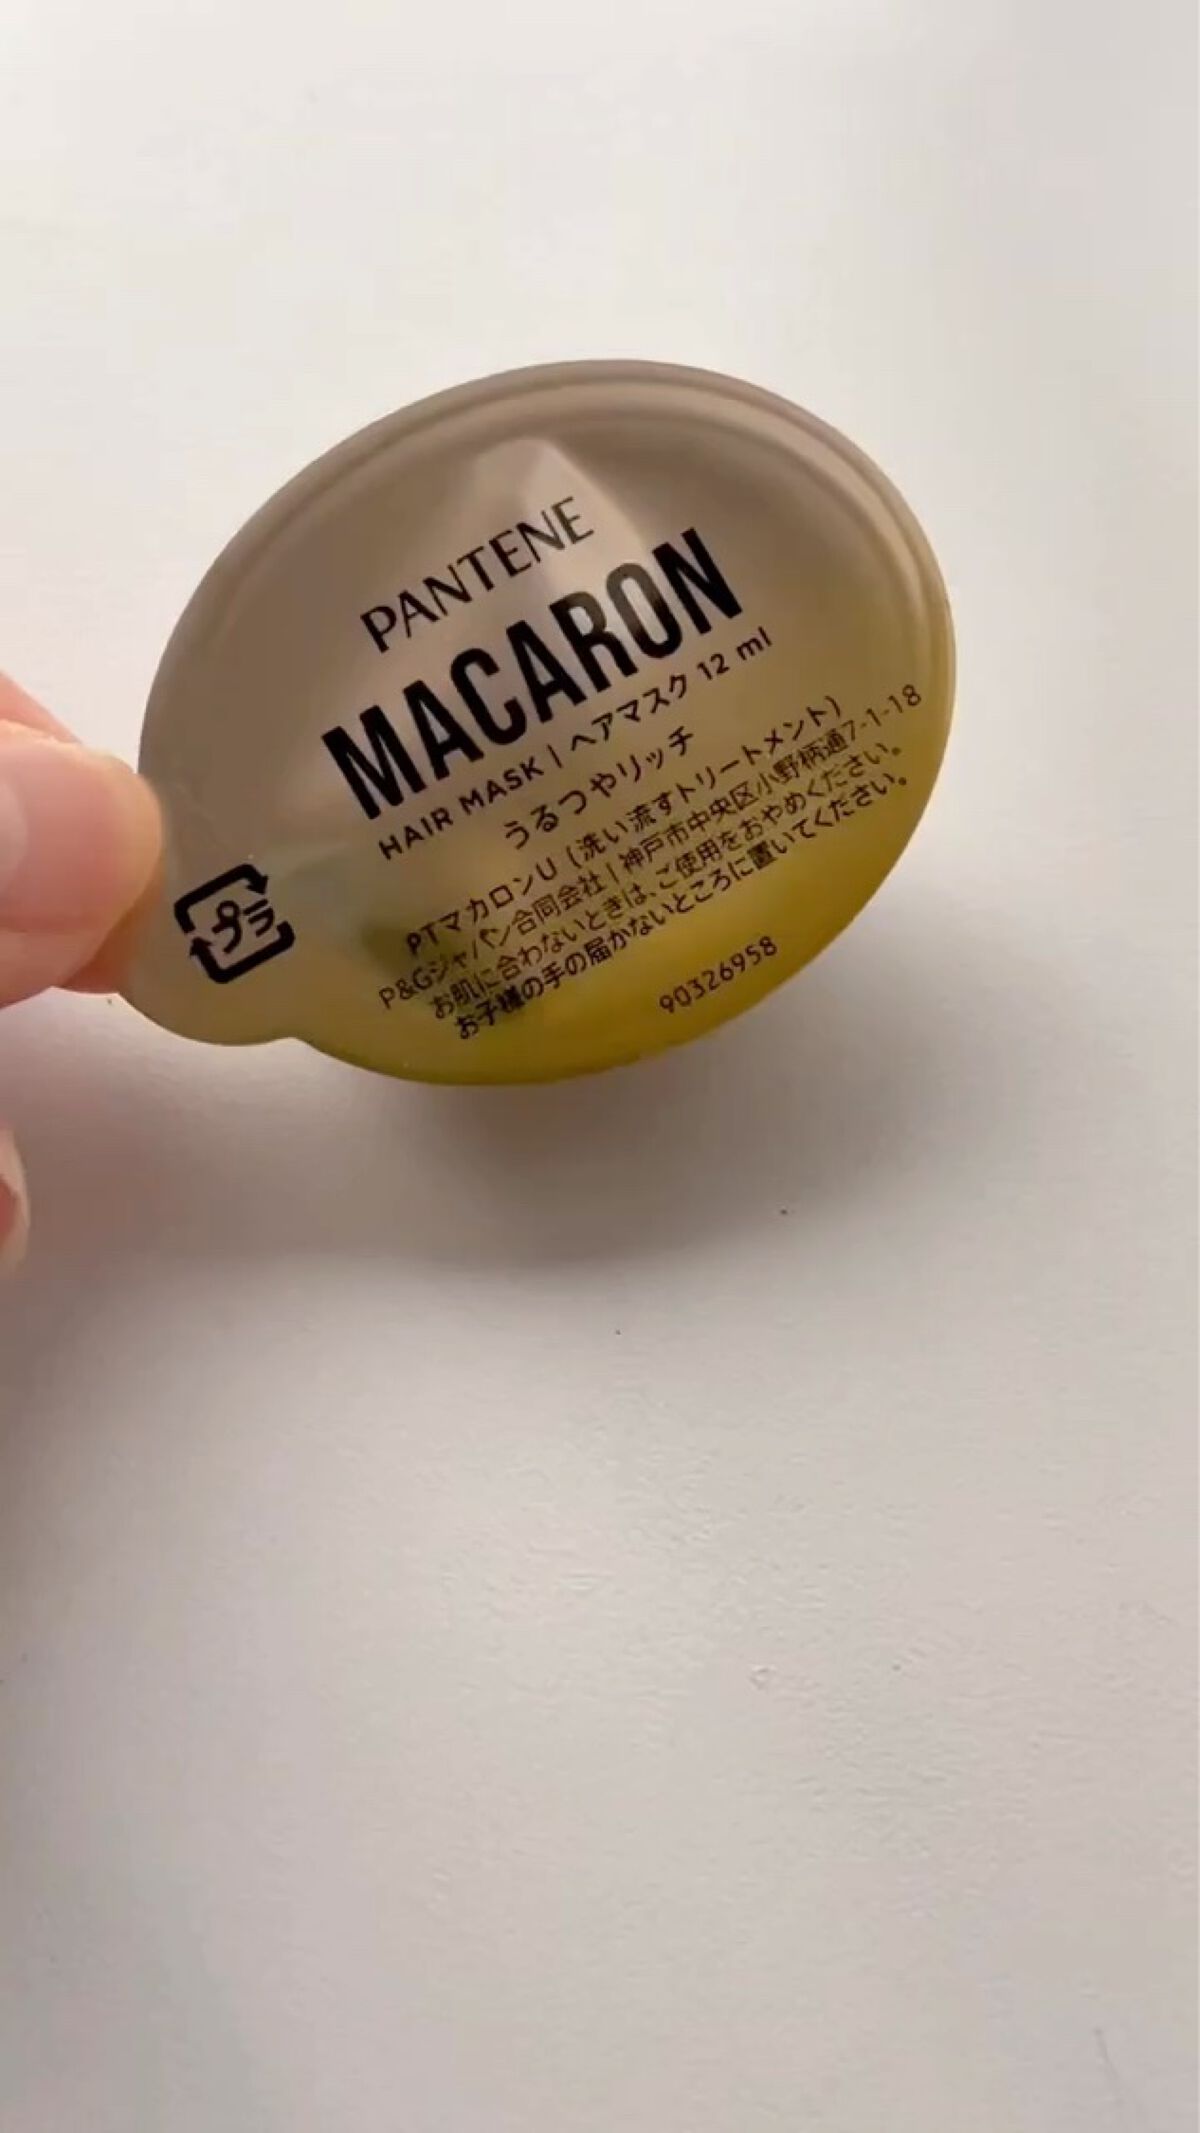 PANTENE
MACARON
HAIR MASK | ヘアマスク 12 ml
うるつやリッチ
PTマカロンU (洗い流すトリートメント)
P&Gジャパン合同会社 | 神戸市中央区小野柄通7-1-18
お肌に合わないときは、ご使用をおやめください。
お子様の手の届かないところに置いてください。
90326958
プラ